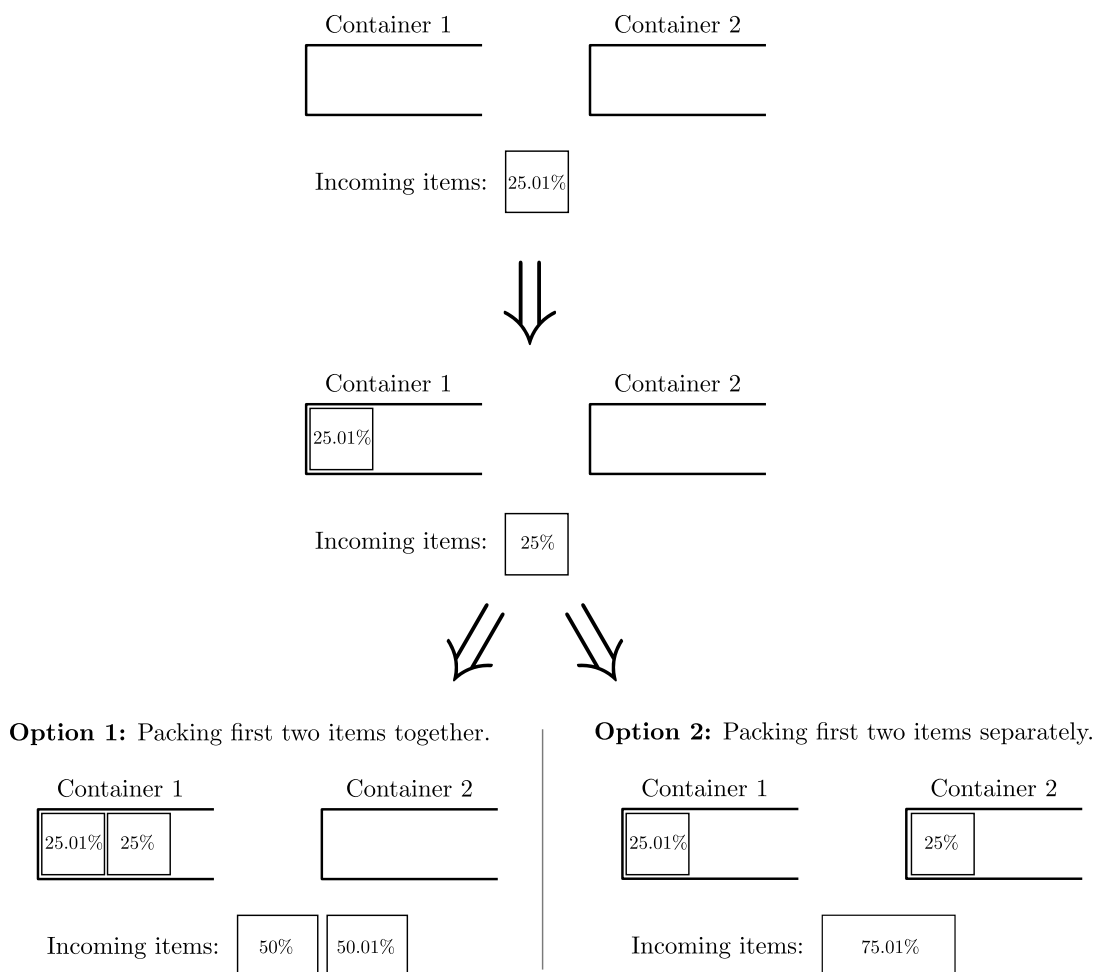 Container 1 Container 2
Incoming items: 25.01%
Container 1 Container 2
25.01%
Incoming items: 25%
Option 1: Packing first two items together.
Container 1 Container 2
25.01% 25%
Incoming items: 50% 50.01%
Option 2: Packing first two items separately.
Container 1 Container 2
25.01% 25%
Incoming items: 75.01%